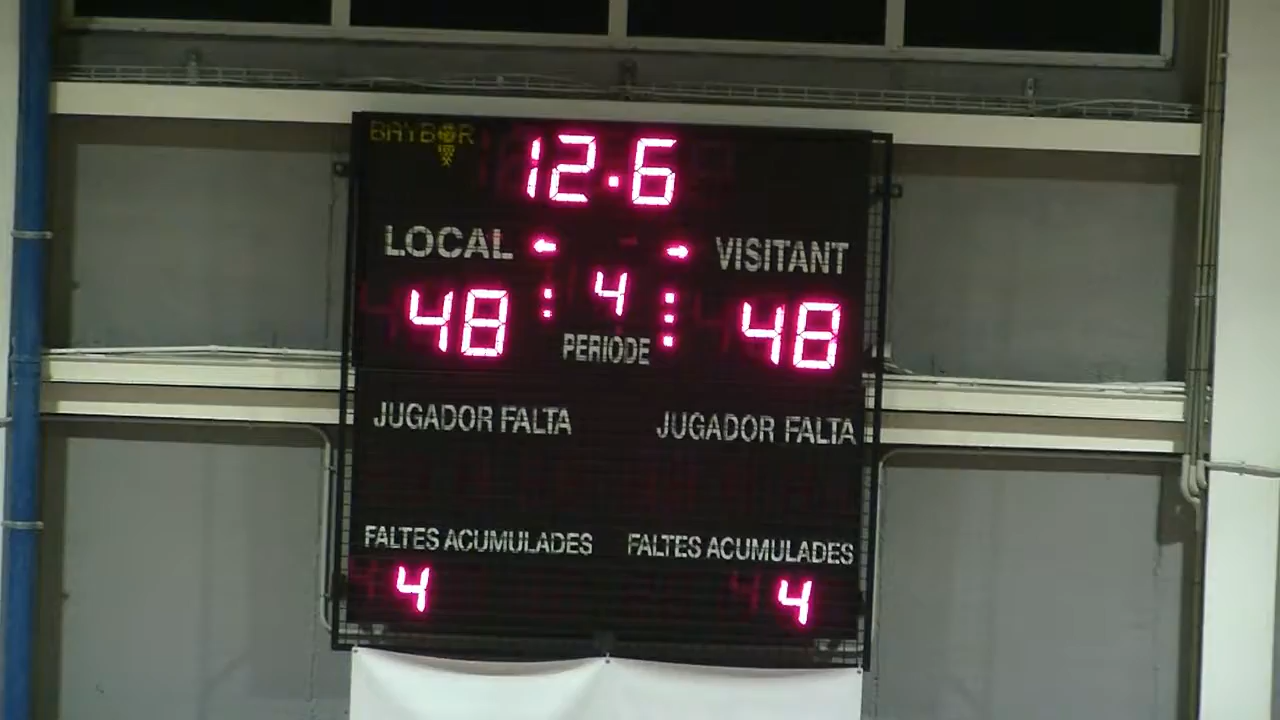 BAYBOR
12.6
LOCAL
VISITANT
48 : 4 : 48
PERIODE
JUGADOR FALTA JUGADOR FALTA
FALTES ACUMULADES FALTES ACUMULADES
4 4